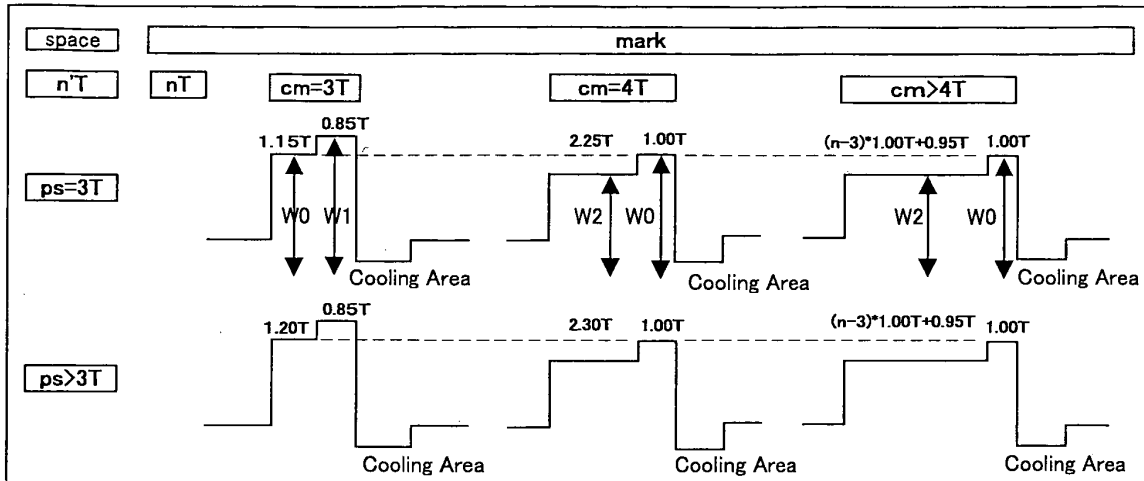 space mark
n'T nT cm=3T cm=4T cm>4T
0.85T
1.15T 2.25T 1.00T (n-3)*1.00T+0.95T 1.00T
ps=3T
W0 W1 W2 W0 W2 W0
Cooling Area Cooling Area Cooling Area
0.85T
1.20T 2.30T 1.00T (n-3)*1.00T+0.95T 1.00T
ps>3T
Cooling Area Cooling Area Cooling Area